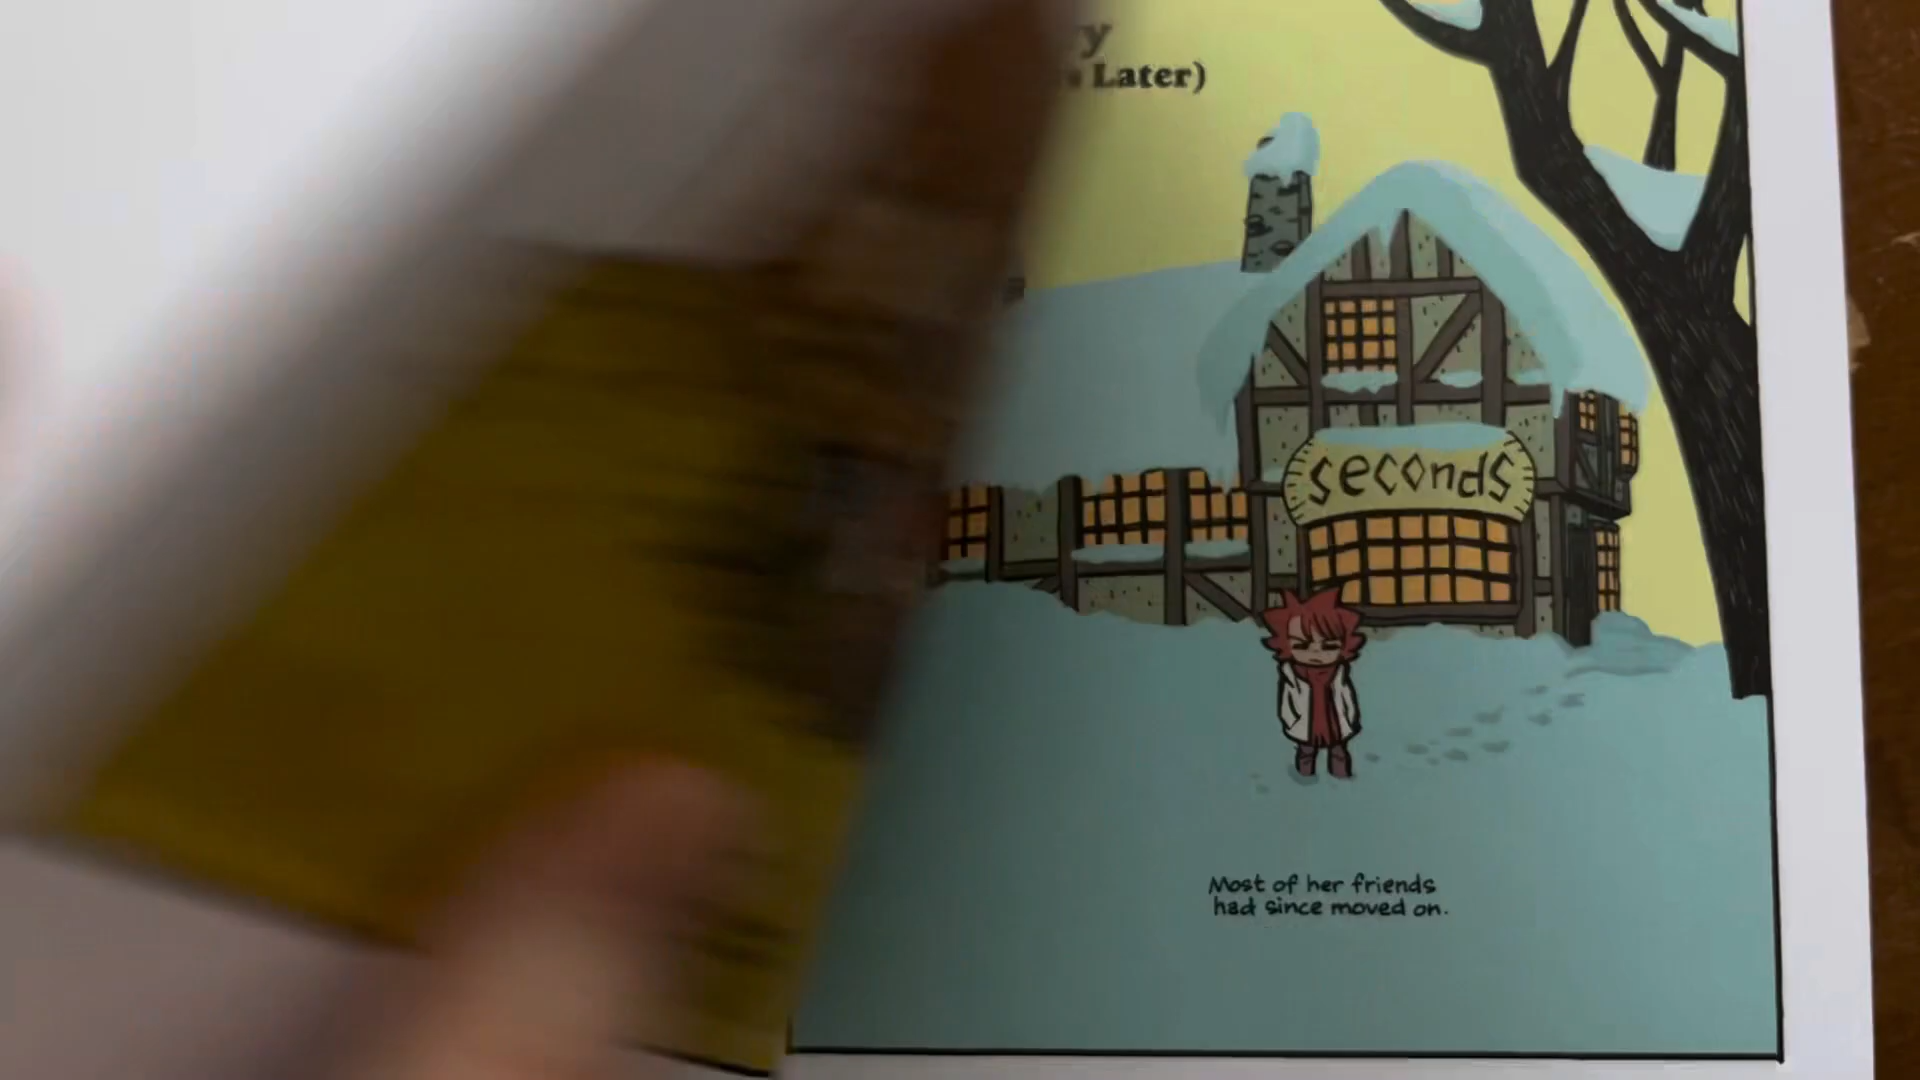 Later)
seconds
Most of her friends
had since moved on.